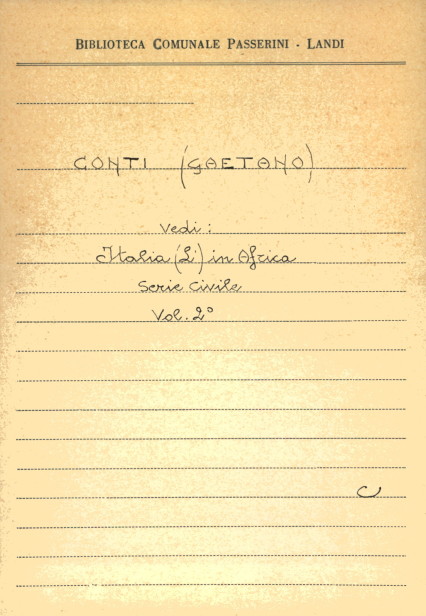 BIBLIOTECA COMUNALE PASSERINI - LANDI
CONTI (GAETANO)
Vedi:
Italia (L') in Africa
Serie Civile
Vol. 2°
C